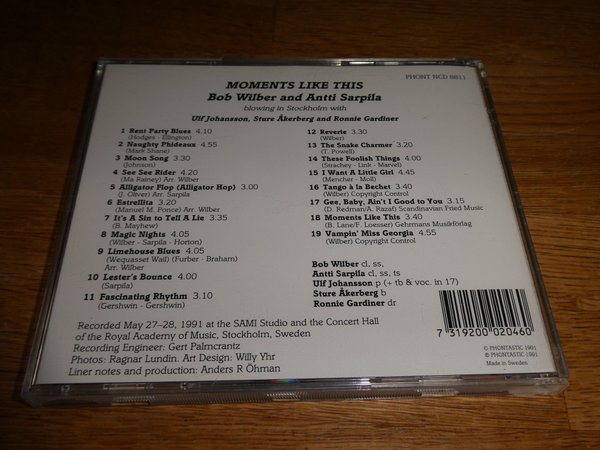 PHONT NCD 8811
MOMENTS LIKE THIS
Bob Wilber and Antti Sarpila
blowing in Stockholm with
Ulf Johansson, Sture Åkerberg and Ronnie Gardiner
1 Rent Party Blues 4.10
(Hodges - Ellington)
2 Naughty Phideaux 4.55
(Mark Shane)
3 Moon Song 3.30
(Johnson)
4 See See Rider 4.20
(Ma Rainey) Arr. Wilber
5 Alligator Flop (Alligator Hop) 3.00
(J. Oliver) Arr. Sarpila
6 Estrellita 3.20
(Manuel M. Ponce) Arr. Wilber
7 It's A Sin to Tell A Lie 3.35
(B. Mayhew)
8 Magic Nights 4.05
(Wilber - Sarpila - Horton)
9 Limehouse Blues 4.05
(Wequasset Wail) (Furber - Braham)
Arr. Wilber
10 Lester's Bounce 4.00
(Sarpila)
11 Fascinating Rhythm 3.10
(Gershwin - Gershwin)
12 Reverie 3.30
(Wilber)
13 The Snake Charmer 3.20
(T. Powell)
14 These Foolish Things 4.00
(Strachey - Link - Marvel)
15 I Want A Little Girl 4.45
(Mencher - Moll)
16 Tango à la Bechet 3.40
(Wilber) Copyright Control
17 Gee, Baby, Ain't I Good to You 3.15
(D. Redman/A. Razaf) Scandinavian Fried Music
18 Moments Like This 3.40
(B. Lane/F. Loesser) Gehrmans Musikförlag
19 Vampin' Miss Georgia 4.55
(Wilber) Copyright Control
Bob Wilber cl, ss,
Antti Sarpila cl, ss, ts
Ulf Johansson p (+ tb & voc. in 17)
Sture Åkerberg b
Ronnie Gardiner dr
Recorded May 27-28, 1991 at the SAMI Studio and the Concert Hall
of the Royal Academy of Music, Stockholm, Sweden
Recording Engineer: Gert Palmcrantz
Photos: Ragnar Lundin. Art Design: Willy Yhr
Liner notes and production: Anders R Öhman
7 319200 020460
© PHONTASTIC 1991
℗ PHONTASTIC 1991
Made in Sweden